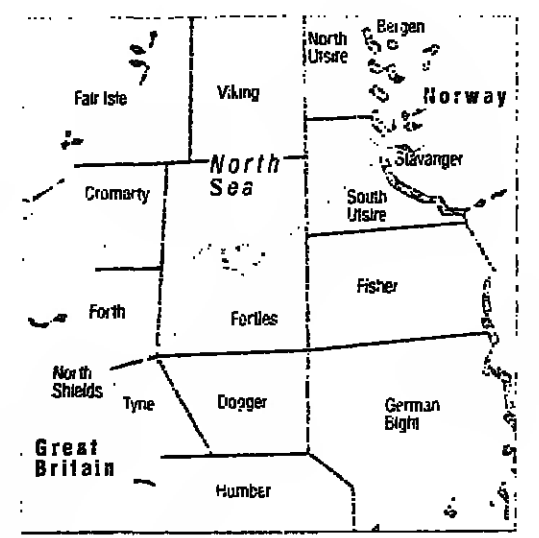 Bergen
North
Utsire
Fair Isle
Viking
Norway
North
Sea
Stavanger
Cromarty
South
Utsire
Fisher
Forth
Forties
North
Shields
Tyne
Dogger
German
Bight
Great
Britain
Humber